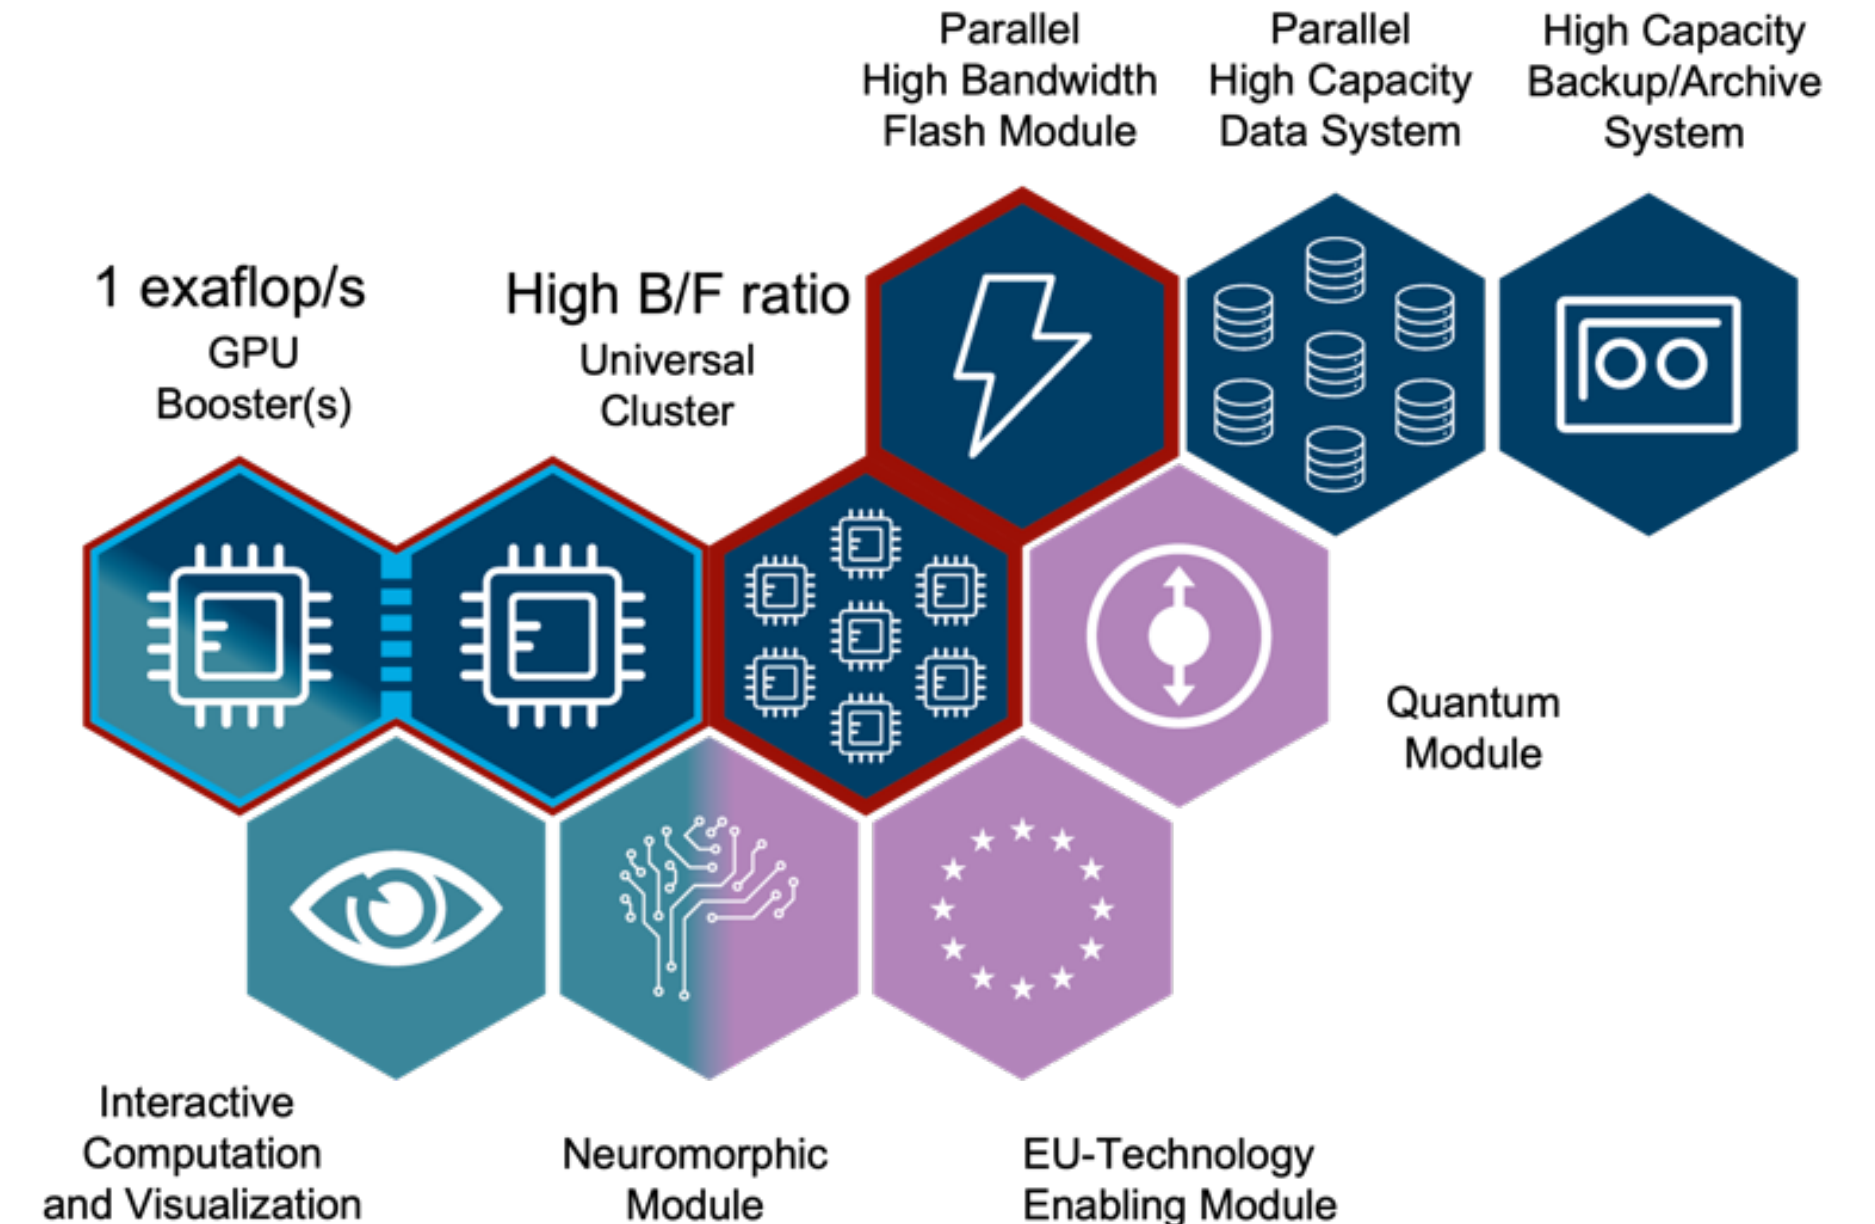 Parallel
High Bandwidth
Flash Module
Parallel
High Capacity
Data System
High Capacity
Backup/Archive
System
1 exaflop/s
GPU
Booster(s)
High B/F ratio
Universal
Cluster
Quantum
Module
Interactive
Computation
and Visualization
Neuromorphic
Module
EU-Technology
Enabling Module